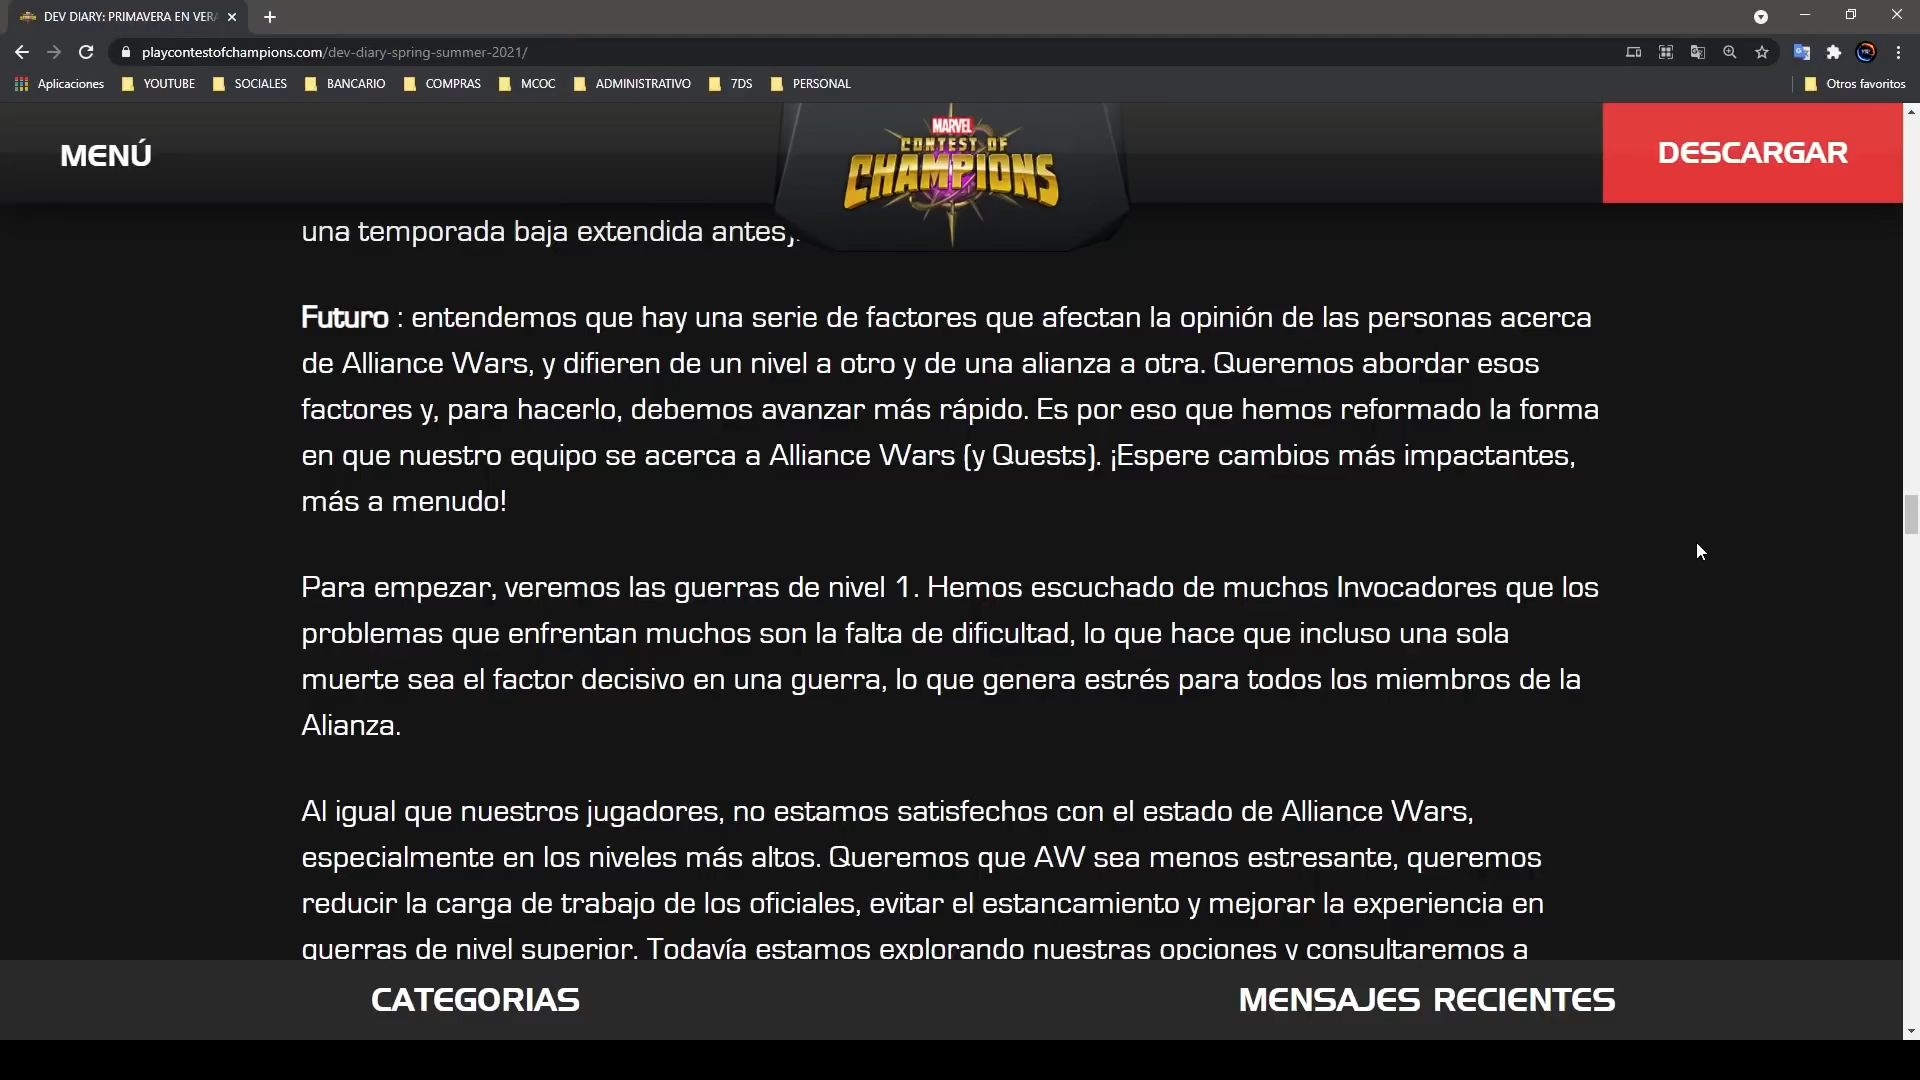 DEV DIARY: PRIMAVERA EN VER
playcontestofchampions.com/dev-diary-spring-summer-2021/
Aplicaciones YOUTUBE SOCIALES BANCARIO COMPRAS MCOC ADMINISTRATIVO 7DS PERSONAL Otros favoritos
MENÚ
MARVEL
CONTEST OF
CHAMPIONS
DESCARGAR
una temporada baja extendida antes).
Futuro : entendemos que hay una serie de factores que afectan la opinión de las personas acerca
de Alliance Wars, y difieren de un nivel a otro y de una alianza a otra. Queremos abordar esos
factores y, para hacerlo, debemos avanzar más rápido. Es por eso que hemos reformado la forma
en que nuestro equipo se acerca a Alliance Wars (y Quests). ¡Espere cambios más impactantes,
más a menudo!
Para empezar, veremos las guerras de nivel 1. Hemos escuchado de muchos Invocadores que los
problemas que enfrentan muchos son la falta de dificultad, lo que hace que incluso una sola
muerte sea el factor decisivo en una guerra, lo que genera estrés para todos los miembros de la
Alianza.
Al igual que nuestros jugadores, no estamos satisfechos con el estado de Alliance Wars,
especialmente en los niveles más altos. Queremos que AW sea menos estresante, queremos
reducir la carga de trabajo de los oficiales, evitar el estancamiento y mejorar la experiencia en
guerras de nivel superior. Todavía estamos explorando nuestras opciones y consultaremos a
CATEGORIAS
MENSAJES RECIENTES